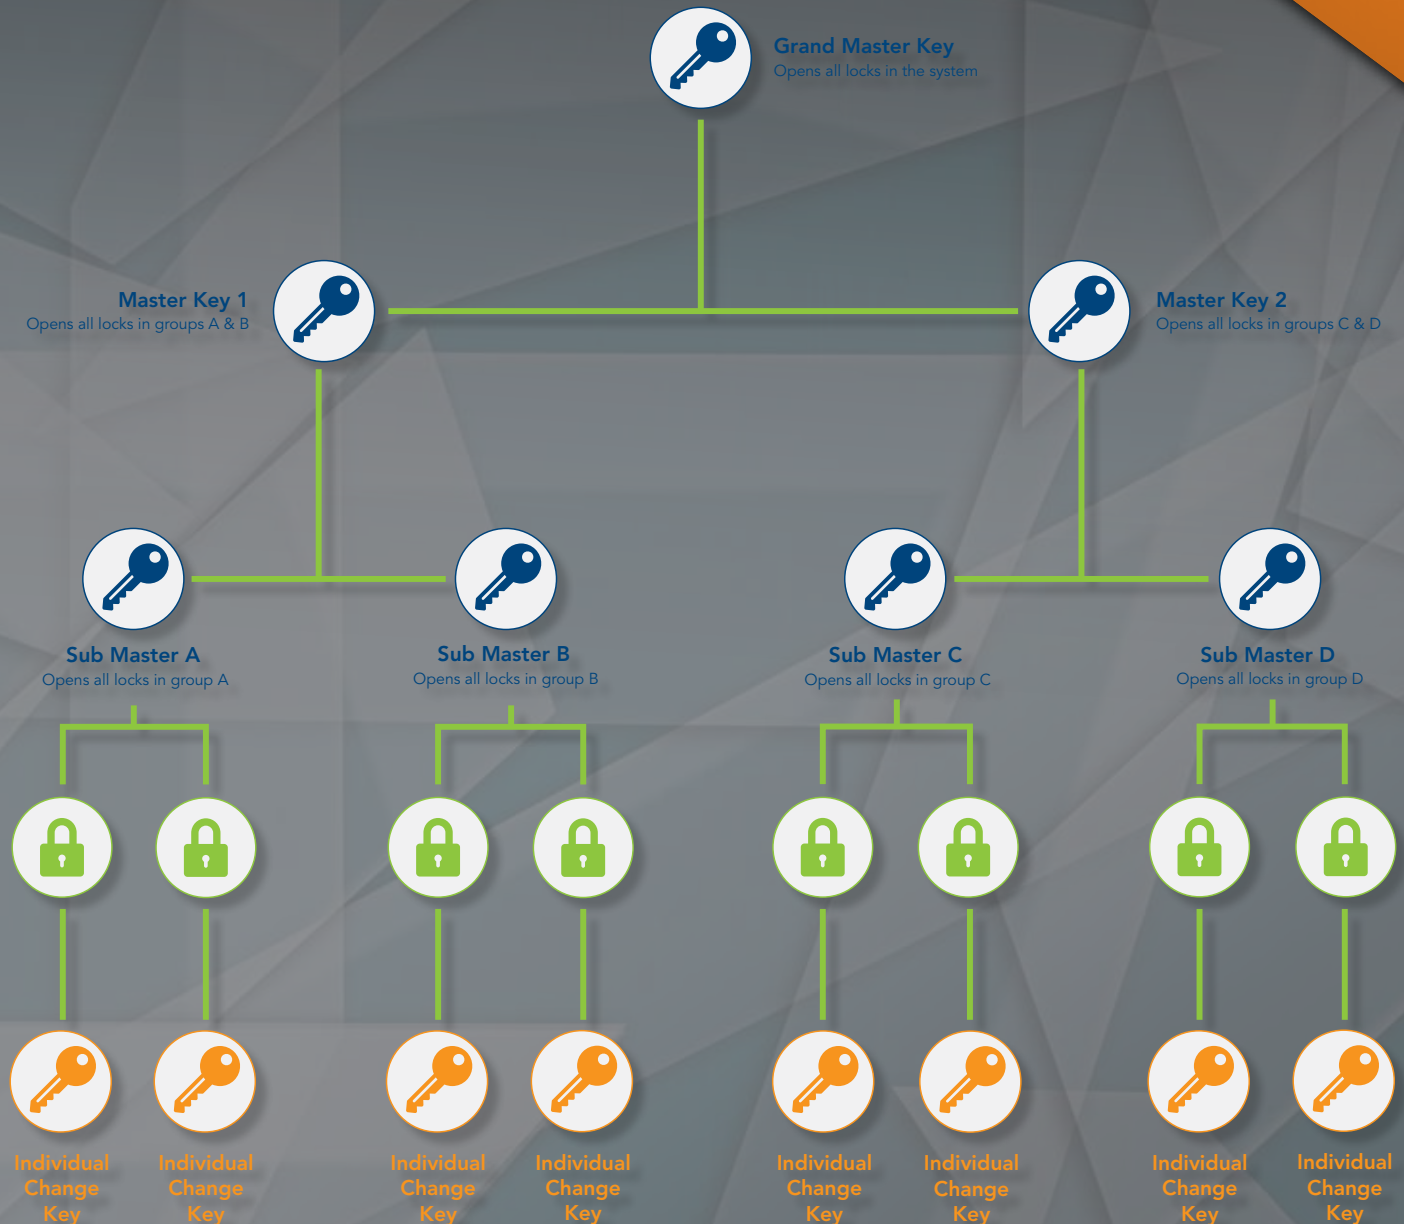 Grand Master Key
Opens all locks in the system
Master Key 1
Opens all locks in groups A & B
Master Key 2
Opens all locks in groups C & D
Sub Master A
Opens all locks in group A
Sub Master B
Opens all locks in group B
Sub Master C
Opens all locks in group C
Sub Master D
Opens all locks in group D
Individual
Change
Key
Individual
Change
Key
Individual
Change
Key
Individual
Change
Key
Individual
Change
Key
Individual
Change
Key
Individual
Change
Key
Individual
Change
Key